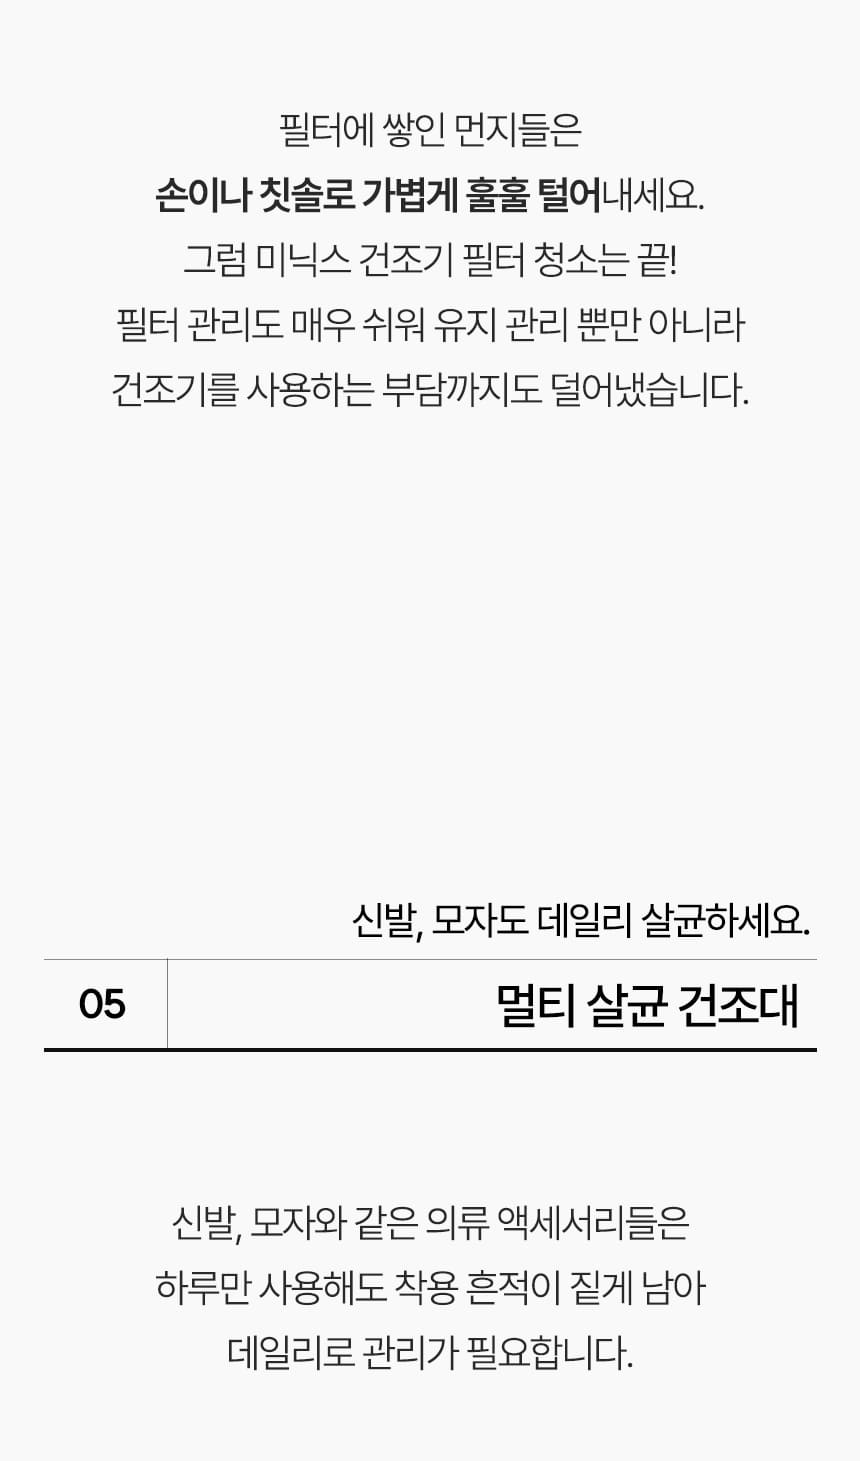 필터에 쌓인 먼지들은
손이나 칫솔로 가볍게 훌훌 털어내세요.
그럼 미닉스 건조기 필터 청소는 끝!
필터 관리도 매우 쉬워 유지 관리 뿐만 아니라
건조기를 사용하는 부담까지도 덜어냈습니다.
신발, 모자도 데일리 살균하세요.
05 멀티 살균 건조대
신발, 모자와 같은 의류 액세서리들은
하루만 사용해도 착용 흔적이 짙게 남아
데일리로 관리가 필요합니다.